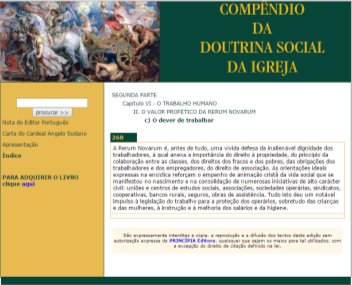 COMPÊNDIO
DA
DOUTRINA SOCIAL
DA IGREJA
procurar >>
Nota do Editor Português
Carta do Cardeal Angelo Sodano
Apresentação
Índice
PARA ADQUIRIR O LIVRO
clique aqui
SEGUNDA PARTE
Capítulo VI - O TRABALHO HUMANO
II. O VALOR PROFÉTICO DA RERUM NOVARUM
c) O dever de trabalhar
268
A Rerum Novarum é, antes de tudo, uma vívida defesa da inalienável dignidade dos
trabalhadores, à qual anexa a importância do direito à propriedade, do princípio da
colaboração entre as classes, dos direitos dos fracos e dos pobres, das obrigações dos
trabalhadores e dos empregadores, do direito de associação. As orientações ideais
expressas na encíclica reforçam o empenho de animação cristã da vida social que se
manifestou no nascimento e na consolidação de numerosas iniciativas de alto carácter
civil: uniões e centros de estudos sociais, associações, sociedades operárias, sindicatos,
cooperativas, bancos rurais, seguros, obras de assistência. Tudo isto deu um notável
impulso à legislação do trabalho para a proteção dos operários, sobretudo das crianças
e das mulheres, à instrução e à melhoria dos salários e da higiene.
São expressamente interditas a cópia, a reprodução e a difusão dos textos desta edição sem
autorização expressa da PRINCÍPIA Editora, quaisquer que sejam os meios para tal utilizados, com
a excepção do direito de citação definido na lei.